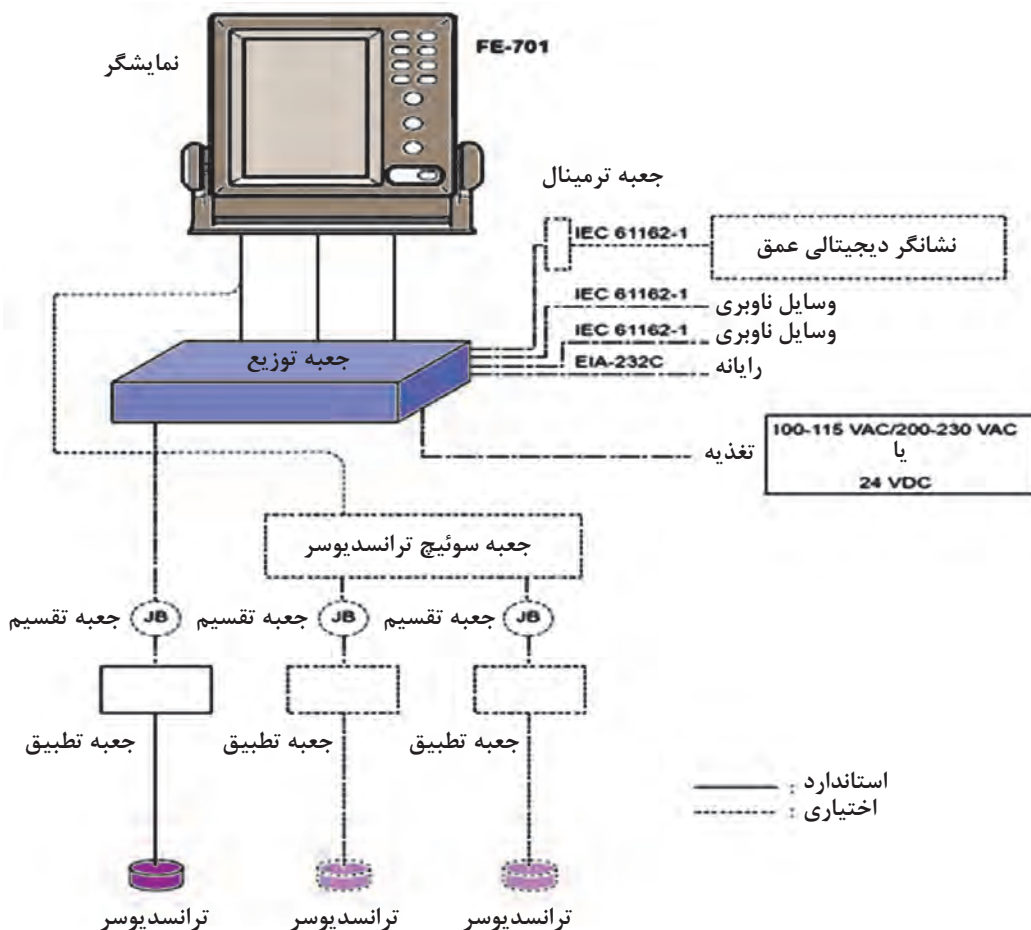 FE-701
نمایشگر
جعبه ترمینال
IEC 61162-1
نشانگر دیجیتالی عمق
IEC 61162-1
وسایل ناوبری
IEC 61162-1
وسایل ناوبری
EIA-232C
رایانه
جعبه توزیع
100-115 VAC/200-230 VAC
یا
24 VDC
تغذیه
جعبه سوئیچ ترانسدیوسر
JB
جعبه تقسیم
JB
جعبه تقسیم
JB
جعبه تقسیم
جعبه تطبیق
جعبه تطبیق
جعبه تطبیق
استاندارد :
اختیاری :
ترانسدیوسر
ترانسدیوسر
ترانسدیوسر